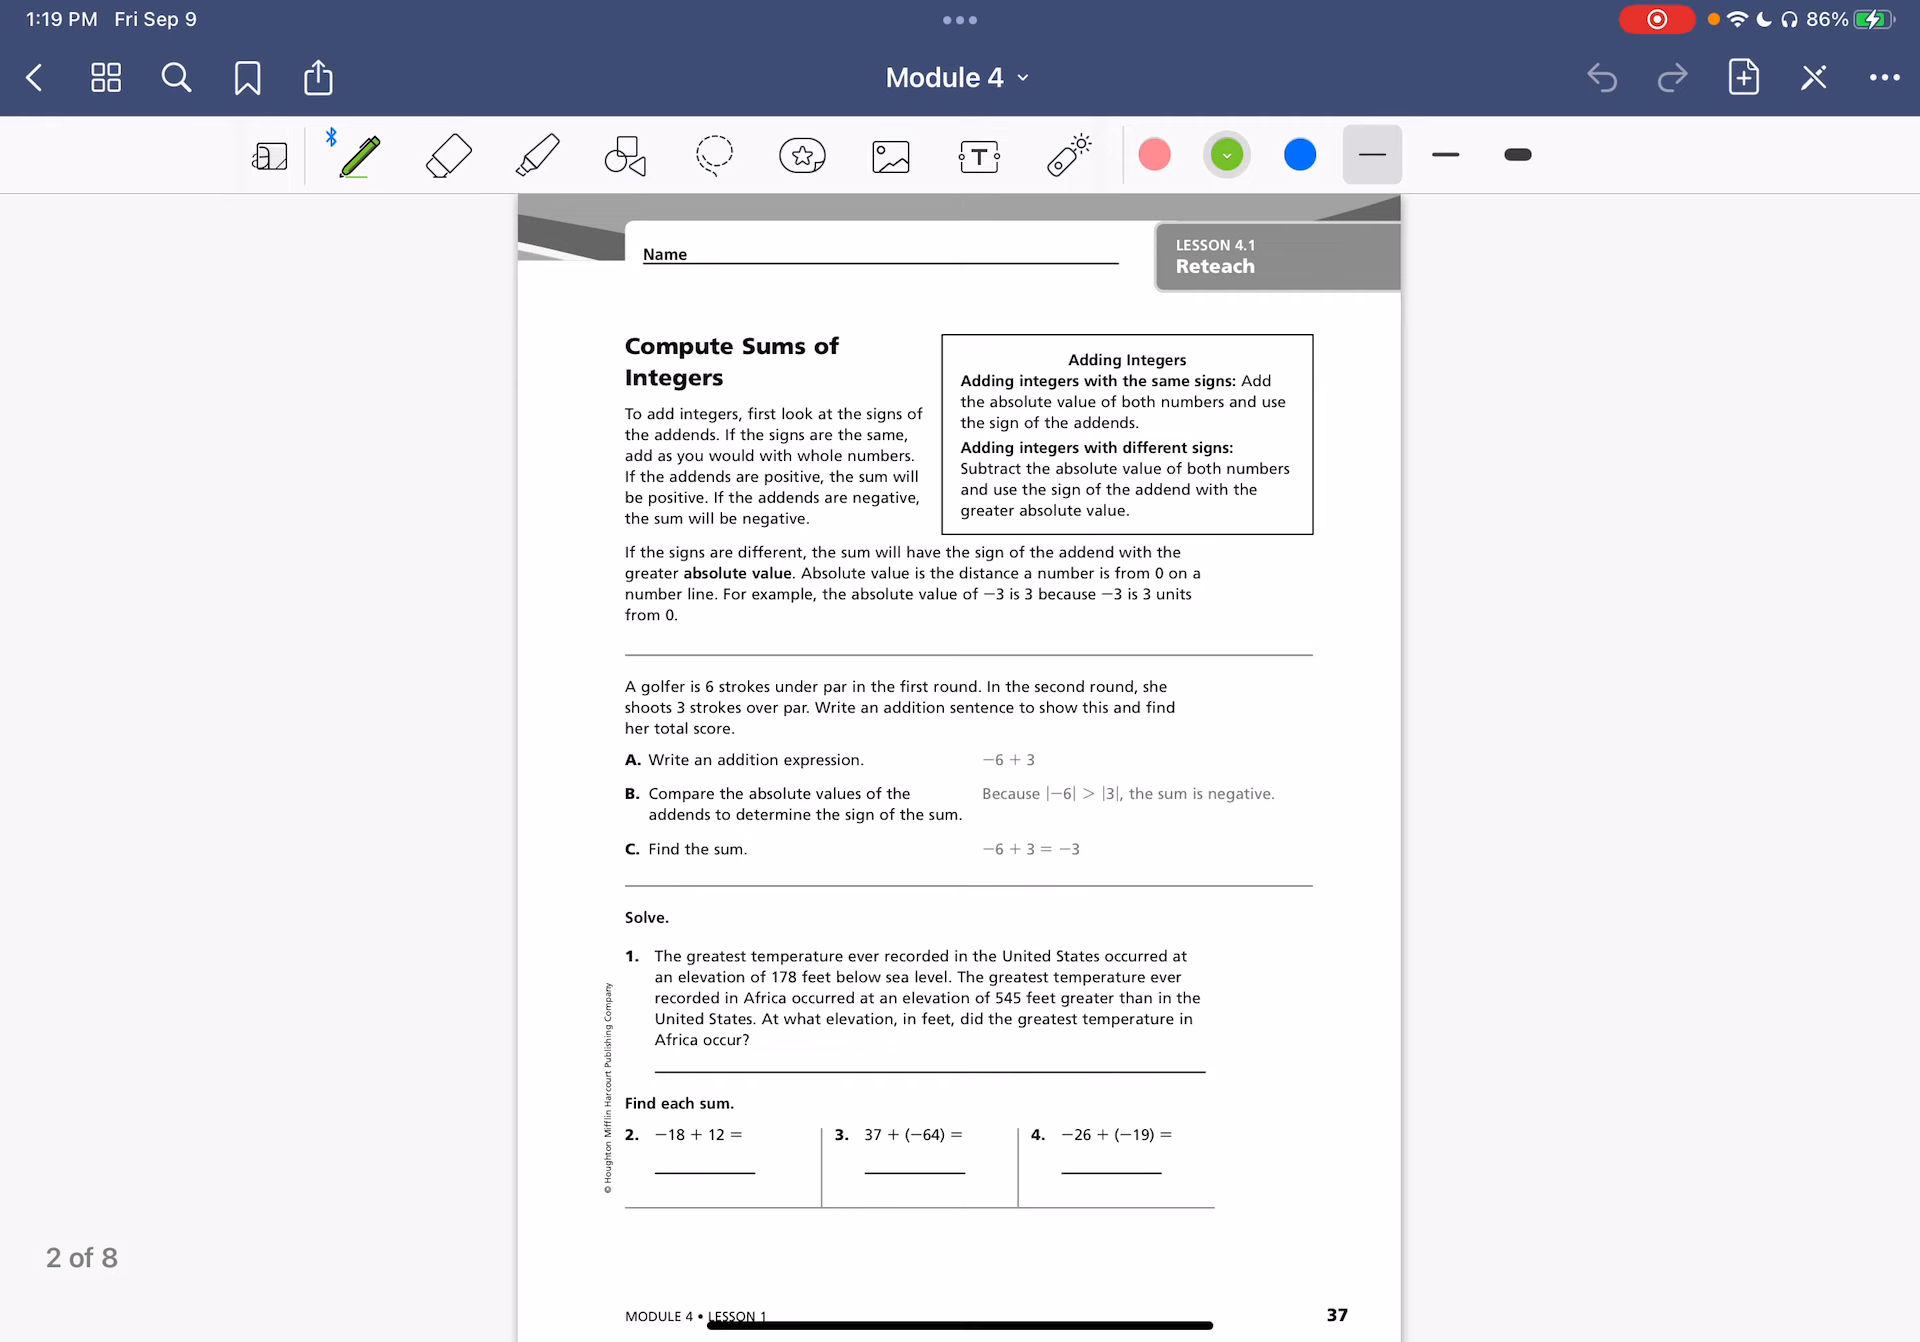 1:19 PM Fri Sep 9
86%
Module 4
T
Name
LESSON 4.1
Reteach
Compute Sums of
Integers
To add integers, first look at the signs of
the addends. If the signs are the same,
add as you would with whole numbers.
If the addends are positive, the sum will
be positive. If the addends are negative,
the sum will be negative.
Adding Integers
Adding integers with the same signs: Add
the absolute value of both numbers and use
the sign of the addends.
Adding integers with different signs:
Subtract the absolute value of both numbers
and use the sign of the addend with the
greater absolute value.
If the signs are different, the sum will have the sign of the addend with the
greater absolute value. Absolute value is the distance a number is from 0 on a
number line. For example, the absolute value of −3 is 3 because −3 is 3 units
from 0.
A golfer is 6 strokes under par in the first round. In the second round, she
shoots 3 strokes over par. Write an addition sentence to show this and find
her total score.
A. Write an addition expression. −6 + 3
B. Compare the absolute values of the Because |−6| > |3|, the sum is negative.
addends to determine the sign of the sum.
C. Find the sum. −6 + 3 = −3
Solve.
1. The greatest temperature ever recorded in the United States occurred at
an elevation of 178 feet below sea level. The greatest temperature ever
recorded in Africa occurred at an elevation of 545 feet greater than in the
United States. At what elevation, in feet, did the greatest temperature in
Africa occur?
Find each sum.
2. −18 + 12 = 3. 37 + (−64) = 4. −26 + (−19) =
© Houghton Mifflin Harcourt Publishing Company
2 of 8
MODULE 4 • LESSON 1
37